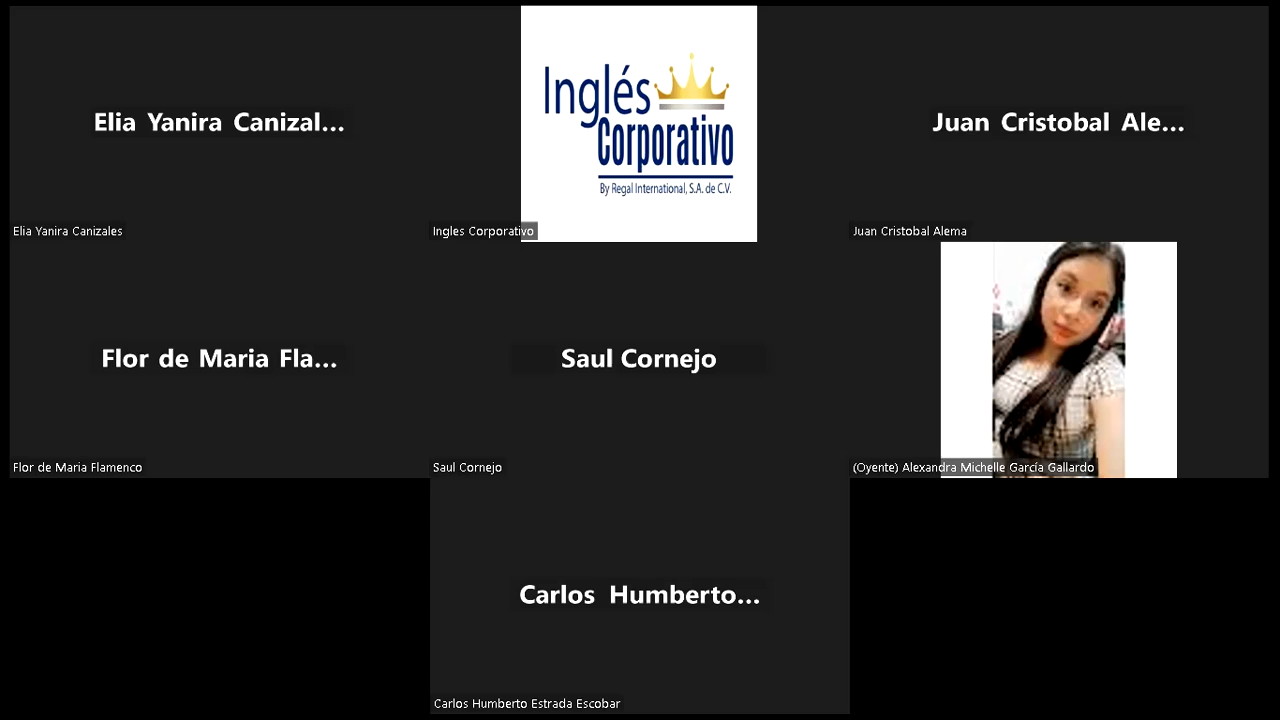 Elia Yanira Canizal...
Inglés
Corporativo
By Regal International, S.A. de C.V.
Juan Cristobal Ale...
Elia Yanira Canizales
Ingles Corporativo
Juan Cristobal Alema
Flor de Maria Fla...
Saul Cornejo
Flor de Maria Flamenco
Saul Cornejo
(Oyente) Alexandra Michelle García Gallardo
Carlos Humberto...
Carlos Humberto Estrada Escobar